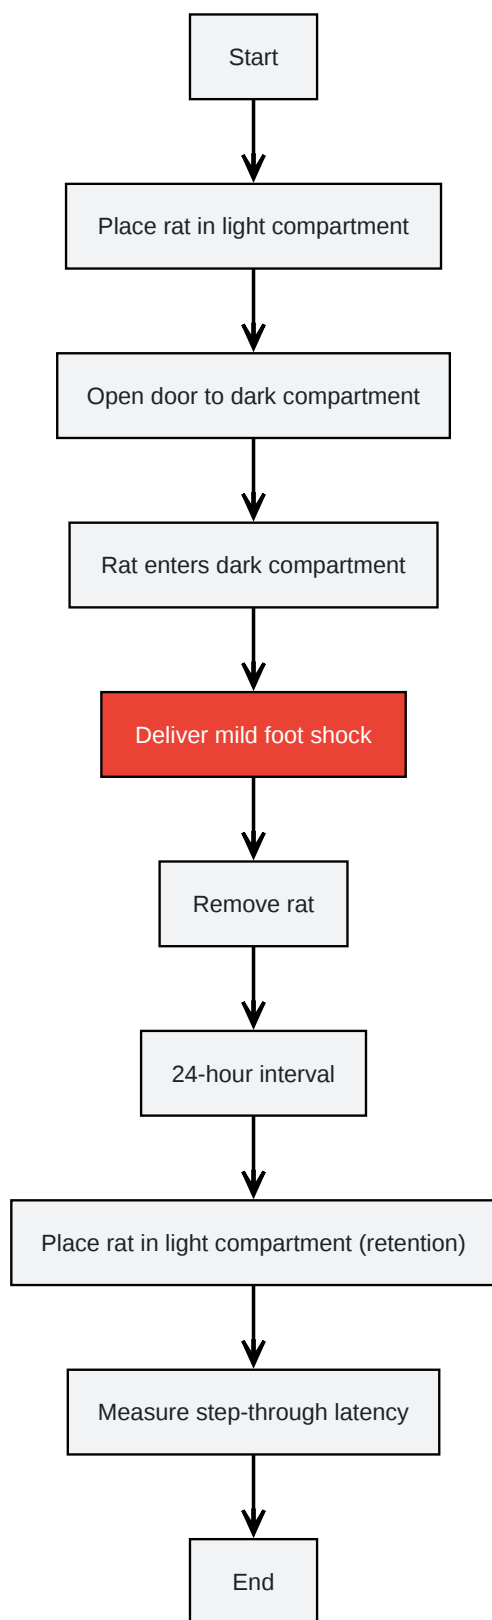 Start
Place rat in light compartment
Open door to dark compartment
Rat enters dark compartment
Deliver mild foot shock
Remove rat
24-hour interval
Place rat in light compartment (retention)
Measure step-through latency
End